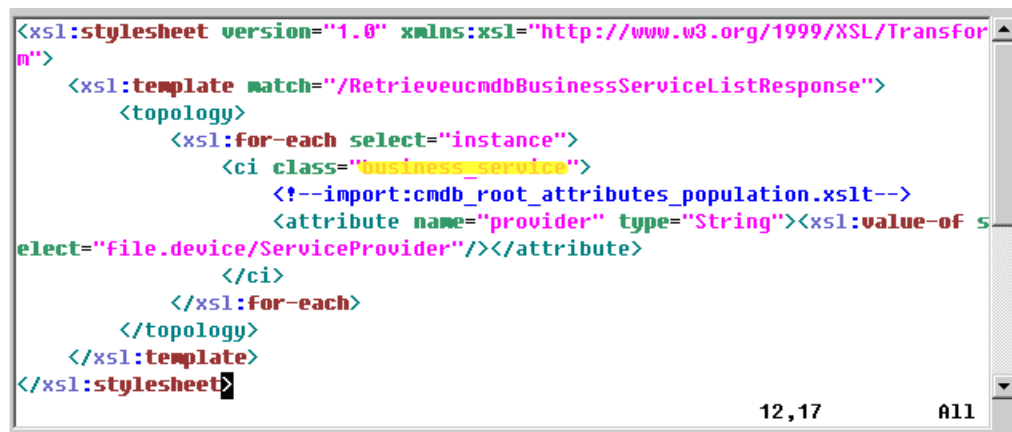 <xsl:stylesheet version="1.0" xmlns:xsl="http://www.w3.org/1999/XSL/Transfor
m">
    <xsl:template match="/RetrieveucmdbBusinessServiceListResponse">
        <topology>
            <xsl:for-each select="instance">
                <ci class="business_service">
                    <!--import:cmdb_root_attributes_population.xslt-->
                    <attribute name="provider" type="String"><xsl:value-of s
elect="file.device/ServiceProvider"/></attribute>
                </ci>
            </xsl:for-each>
        </topology>
    </xsl:template>
</xsl:stylesheet>
12,17 All